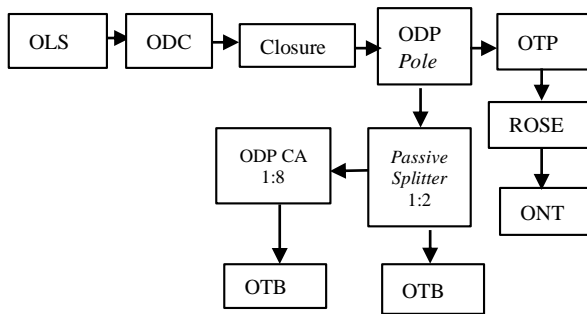 OLS
ODC
Closure
ODP
Pole
OTP
ROSE
ONT
ODP CA
1:8
Passive
Splitter
1:2
OTB
OTB